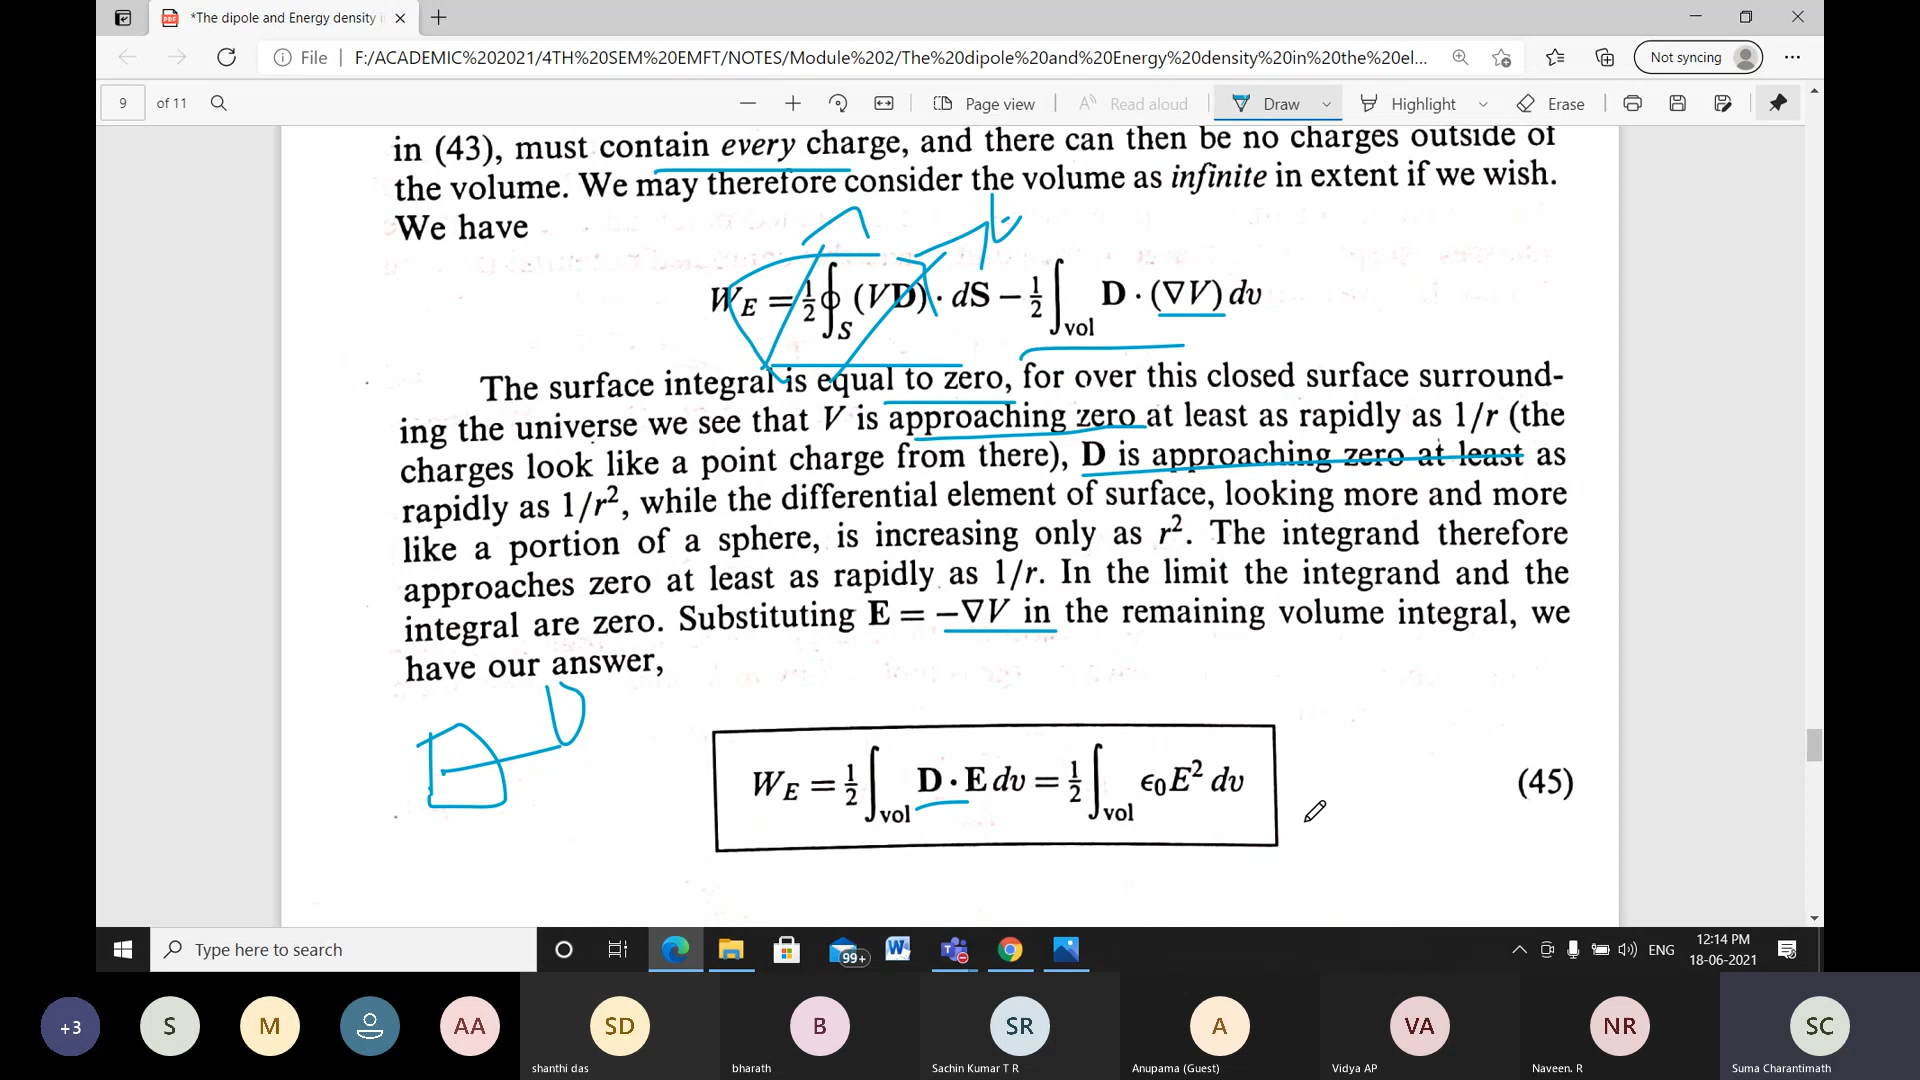 *The dipole and Energy density i
File
F:/ACADEMIC%202021/4TH%20SEM%20EMFT/NOTES/Module%202/The%20dipole%20and%20Energy%20density%20in%20the%20el...
Not syncing
9 of 11
Page view
Read aloud
Draw
Highlight
Erase
in (43), must contain every charge, and there can then be no charges outside of
the volume. We may therefore consider the volume as infinite in extent if we wish.
We have
W_E = ½ ∮_S (VD) · dS − ½ ∫_vol D · (∇V) dv
The surface integral is equal to zero, for over this closed surface surround-
ing the universe we see that V is approaching zero at least as rapidly as 1/r (the
charges look like a point charge from there), D is approaching zero at least as
rapidly as 1/r², while the differential element of surface, looking more and more
like a portion of a sphere, is increasing only as r². The integrand therefore
approaches zero at least as rapidly as 1/r. In the limit the integrand and the
integral are zero. Substituting E = −∇V in the remaining volume integral, we
have our answer,
W_E = ½ ∫_vol D · E dv = ½ ∫_vol ϵ₀E² dv (45)
Type here to search
99+
ENG
12:14 PM
18-06-2021
+3
S
M
AA
SD
B
SR
A
VA
NR
SC
shanthi das
bharath
Sachin Kumar T R
Anupama (Guest)
Vidya AP
Naveen. R
Suma Charantimath